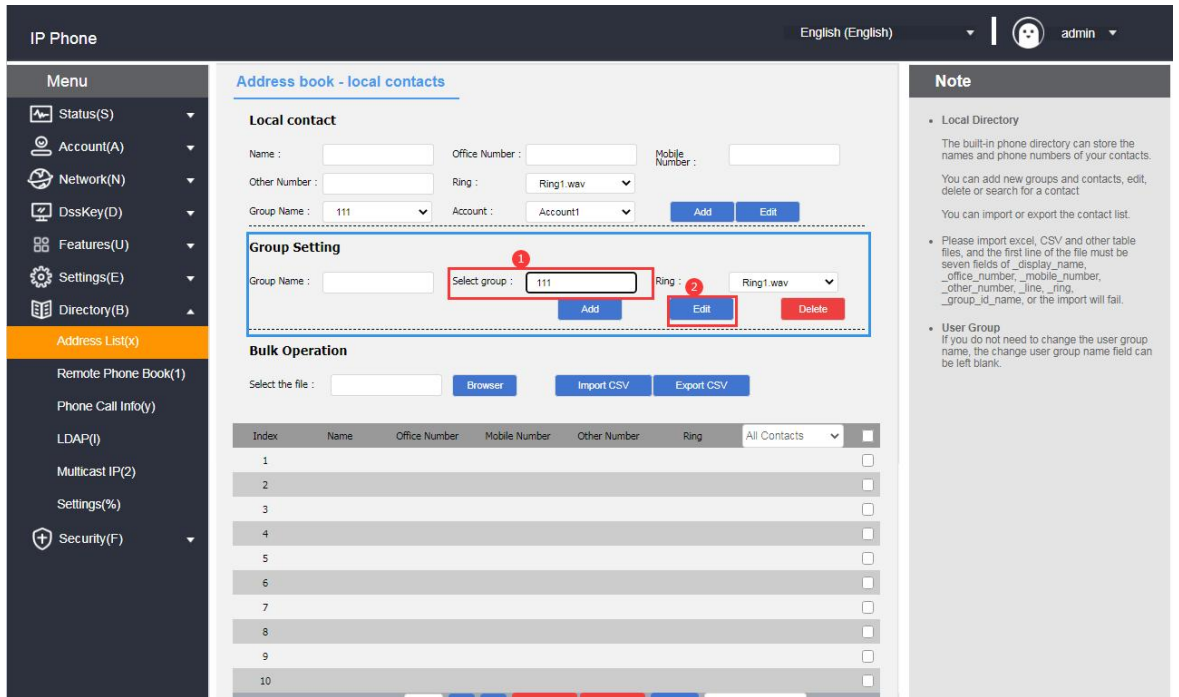 IP Phone
English (English)
admin
Menu
Status(S)
Account(A)
Network(N)
DssKey(D)
Features(U)
Settings(E)
Directory(B)
Address List(x)
Remote Phone Book(1)
Phone Call Info(y)
LDAP(l)
Multicast IP(2)
Settings(%)
Security(F)
Address book - local contacts
Local contact
Name :
Office Number :
Mobile
Number :
Other Number :
Ring :
Ring1.wav
Group Name :
111
Account :
Account1
Add
Edit
Group Setting
1
Group Name :
Select group :
111
Ring :
2
Ring1.wav
Add
Edit
Delete
Bulk Operation
Select the file :
Browser
Import CSV
Export CSV
Index Name Office Number Mobile Number Other Number Ring All Contacts
1
2
3
4
5
6
7
8
9
10
Note
Local Directory
The built-in phone directory can store the
names and phone numbers of your contacts.
You can add new groups and contacts, edit,
delete or search for a contact
You can import or export the contact list.
Please import excel, CSV and other table
files, and the first line of the file must be
seven fields of _display_name,
_office_number, _mobile_number,
_other_number, _line, _ring,
_group_id_name, or the import will fail.
User Group
If you do not need to change the user group
name, the change user group name field can
be left blank.